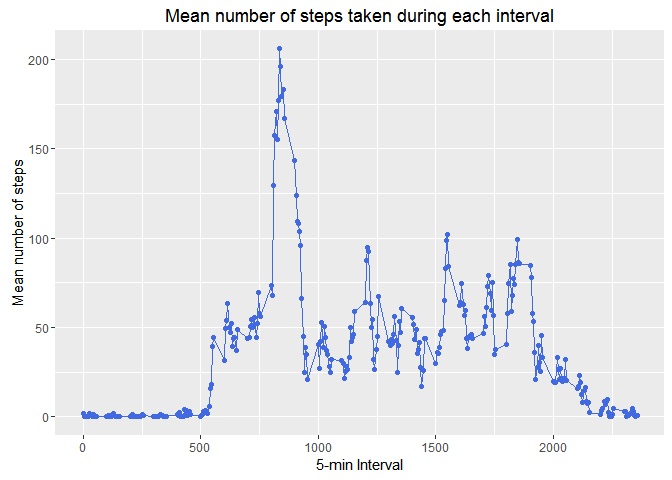 Mean number of steps taken during each interval
Mean number of steps
200
150
100
50
0
0 500 1000 1500 2000
5-min Interval